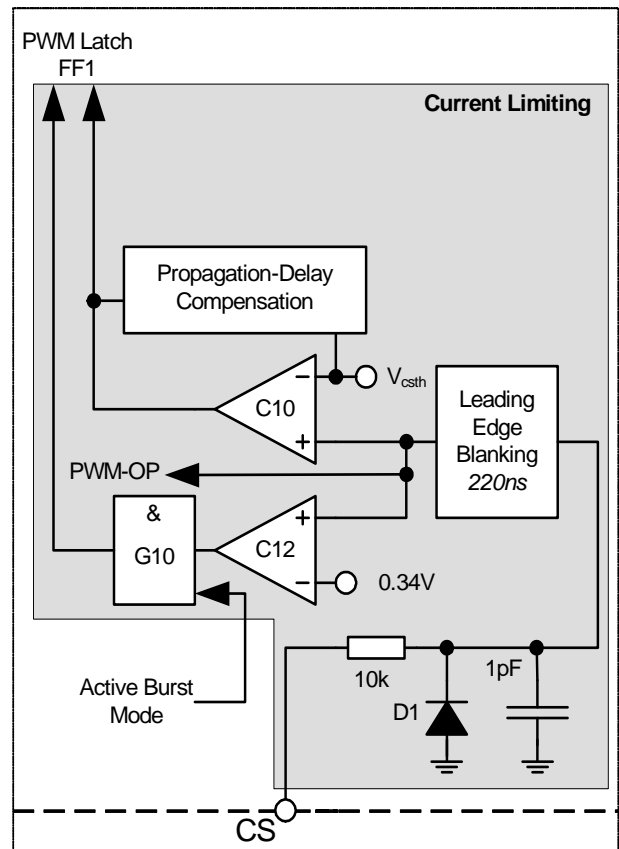 PWM Latch
FF1
Current Limiting
Propagation-Delay
Compensation
Vcsth
C10
Leading
Edge
Blanking
220ns
PWM-OP
&
G10
C12
0.34V
10k
1pF
D1
Active Burst
Mode
CS